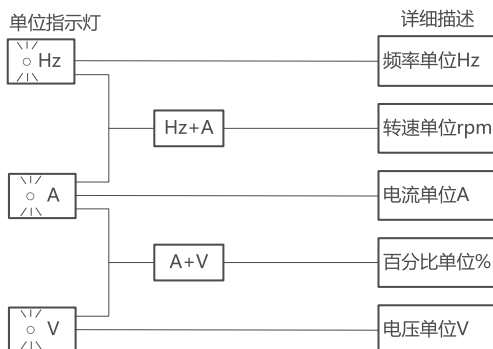 单位指示灯
详细描述
Hz
频率单位Hz
Hz+A
转速单位rpm
A
电流单位A
A+V
百分比单位%
V
电压单位V